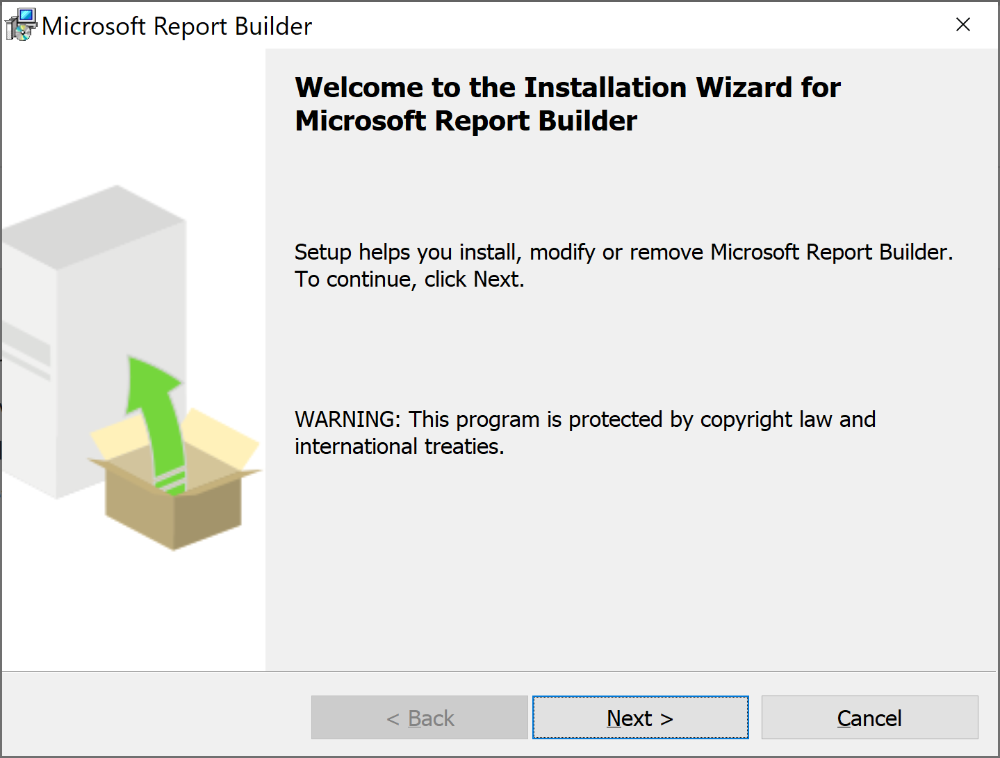 Microsoft Report Builder
Welcome to the Installation Wizard for
Microsoft Report Builder
Setup helps you install, modify or remove Microsoft Report Builder.
To continue, click Next.
WARNING: This program is protected by copyright law and
international treaties.
< Back
Next >
Cancel